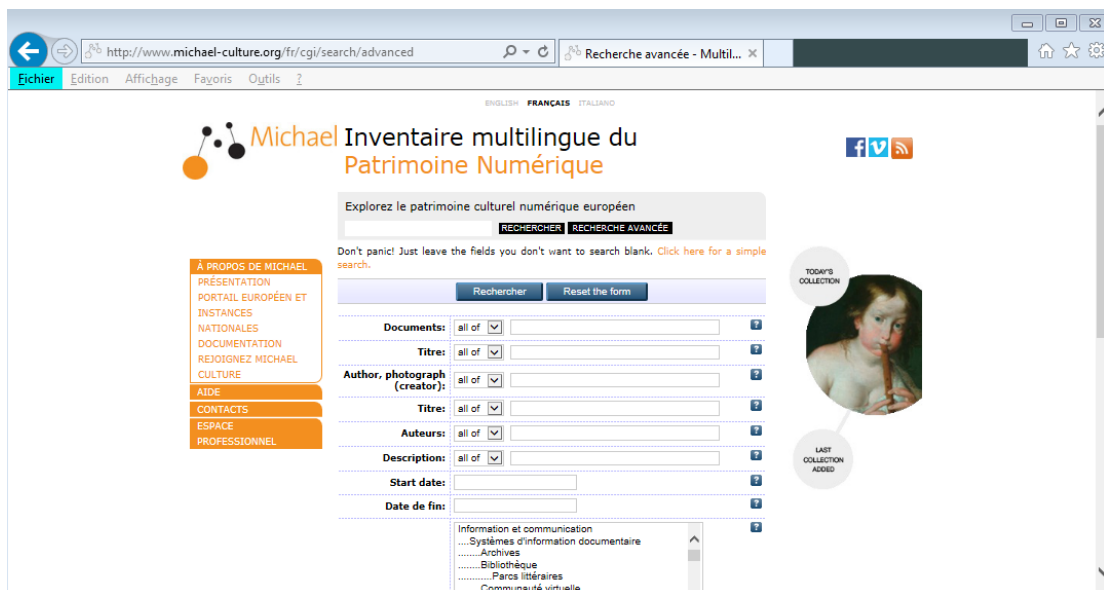 http://www.michael-culture.org/fr/cgi/search/advanced
Recherche avancée - Multil...
Fichier Edition Affichage Favoris Outils ?
ENGLISH FRANÇAIS ITALIANO
Michael Inventaire multilingue du
Patrimoine Numérique
Explorez le patrimoine culturel numérique européen
RECHERCHER RECHERCHE AVANCÉE
Don't panic! Just leave the fields you don't want to search blank. Click here for a simple
search.
À PROPOS DE MICHAEL
PRÉSENTATION
PORTAIL EUROPÉEN ET
INSTANCES
NATIONALES
DOCUMENTATION
REJOIGNEZ MICHAEL
CULTURE
AIDE
CONTACTS
ESPACE
PROFESSIONNEL
Rechercher Reset the form
Documents: all of ?
Titre: all of ?
Author, photograph
(creator): all of ?
Titre: all of ?
Auteurs: all of ?
Description: all of ?
Start date: ?
Date de fin: ?
Information et communication ?
....Systèmes d'information documentaire
........Archives
........Bibliothèque
............Parcs littéraires
........Communauté virtuelle
TODAY'S
COLLECTION
LAST
COLLECTION
ADDED